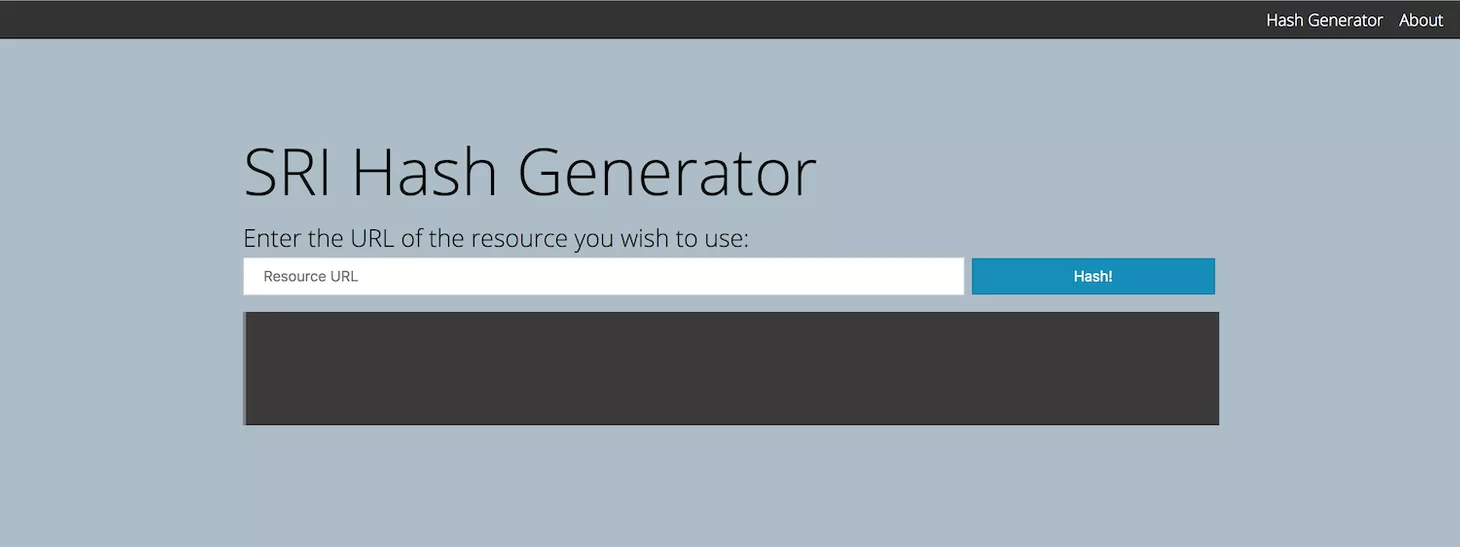 Hash Generator About
SRI Hash Generator
Enter the URL of the resource you wish to use:
Resource URL Hash!